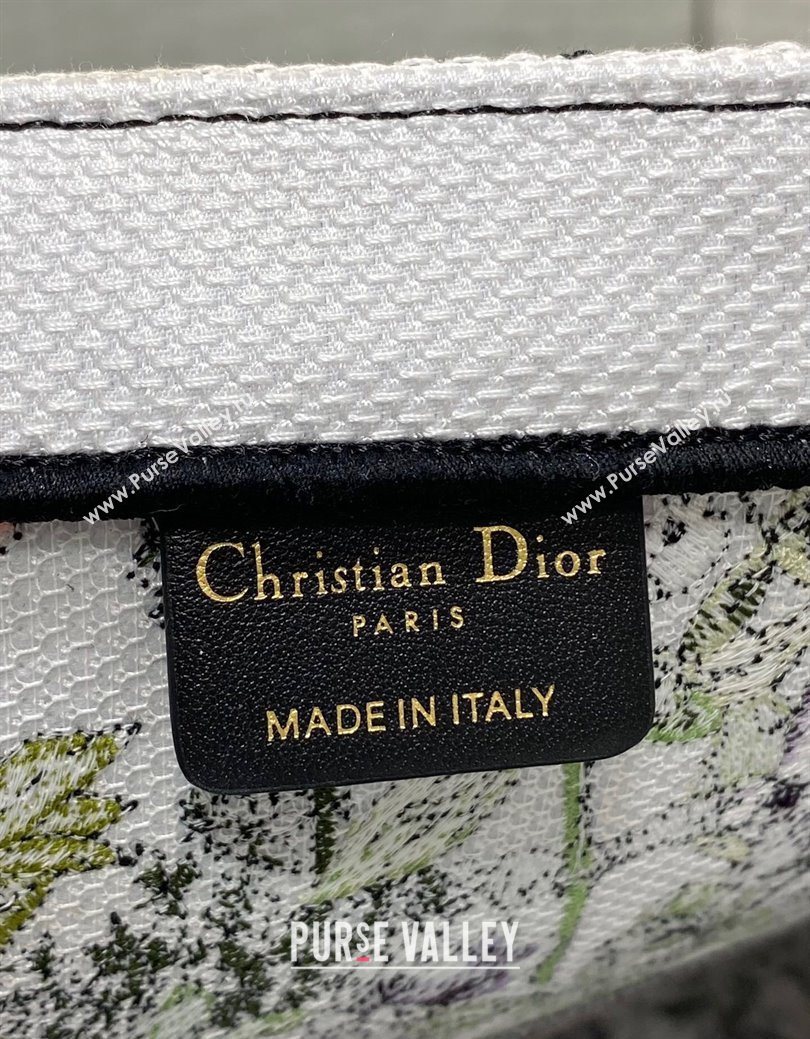 www.PurseValley.ru
www.PurseValley.ru
Christian Dior
PARIS
MADE IN ITALY
PURSE VALLEY